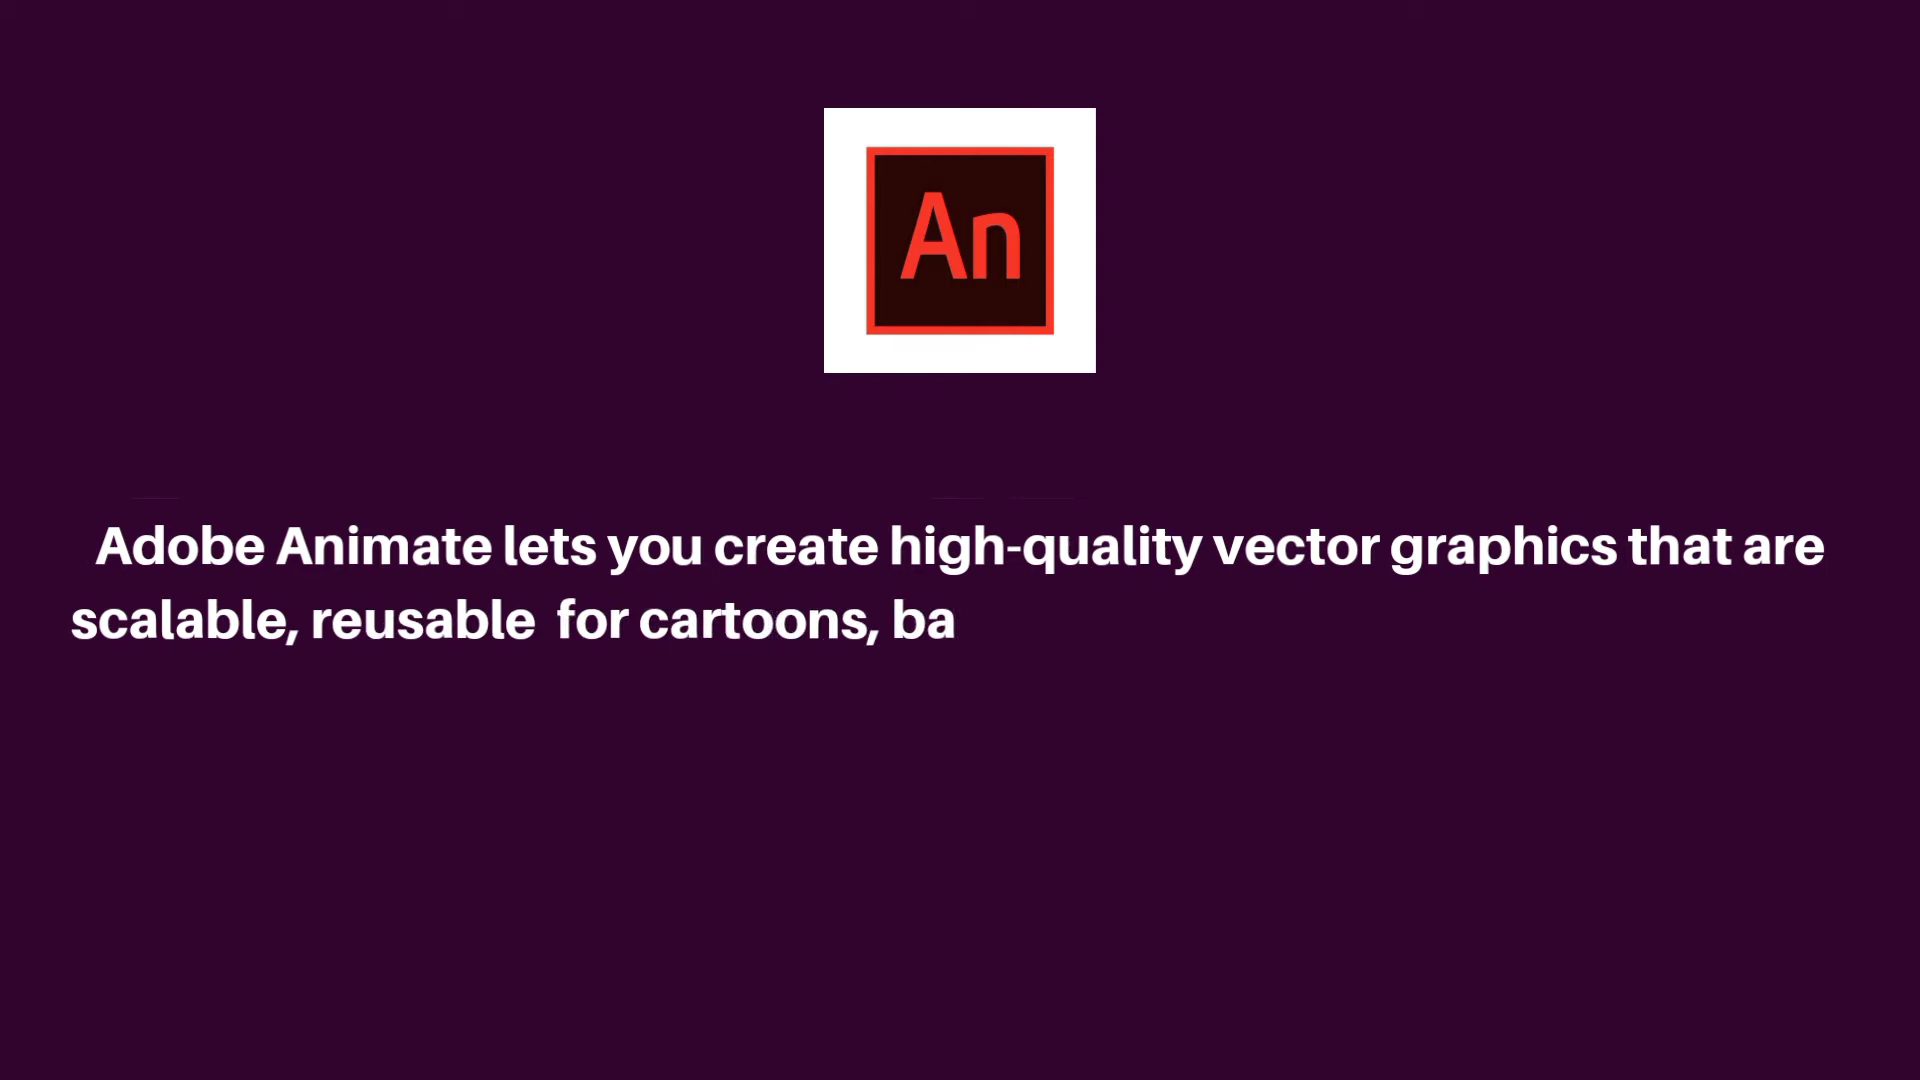 An
Adobe Animate lets you create high-quality vector graphics that are
scalable, reusable  for cartoons, ba